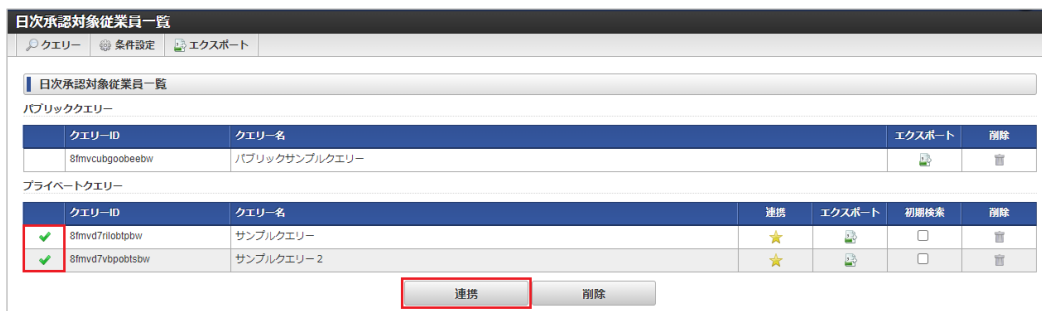 日次承認対象従業員一覧
クエリー 条件設定 エクスポート
日次承認対象従業員一覧
パブリッククエリー
クエリーID クエリー名 エクスポート 削除
8fmvcubgoobeebw パブリックサンプルクエリー
プライベートクエリー
クエリーID クエリー名 連携 エクスポート 初期検索 削除
8fmvd7rilobtpbw サンプルクエリー
8fmvd7vbpobtsbw サンプルクエリー２
連携 削除